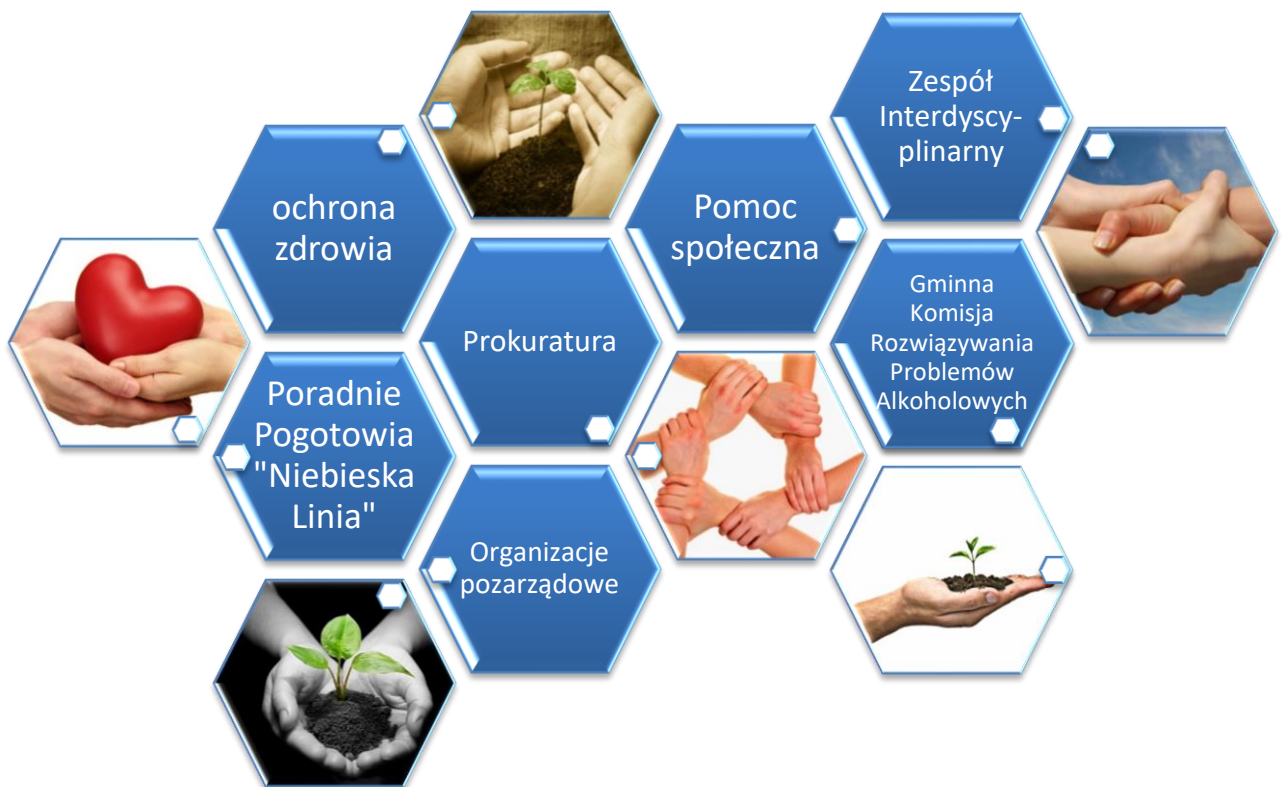 Zespół
Interdyscy-
plinarny
ochrona
zdrowia
Pomoc
społeczna
Gminna
Komisja
Rozwiązywania
Problemów
Alkoholowych
Prokuratura
Poradnie
Pogotowia
"Niebieska
Linia"
Organizacje
pozarządowe